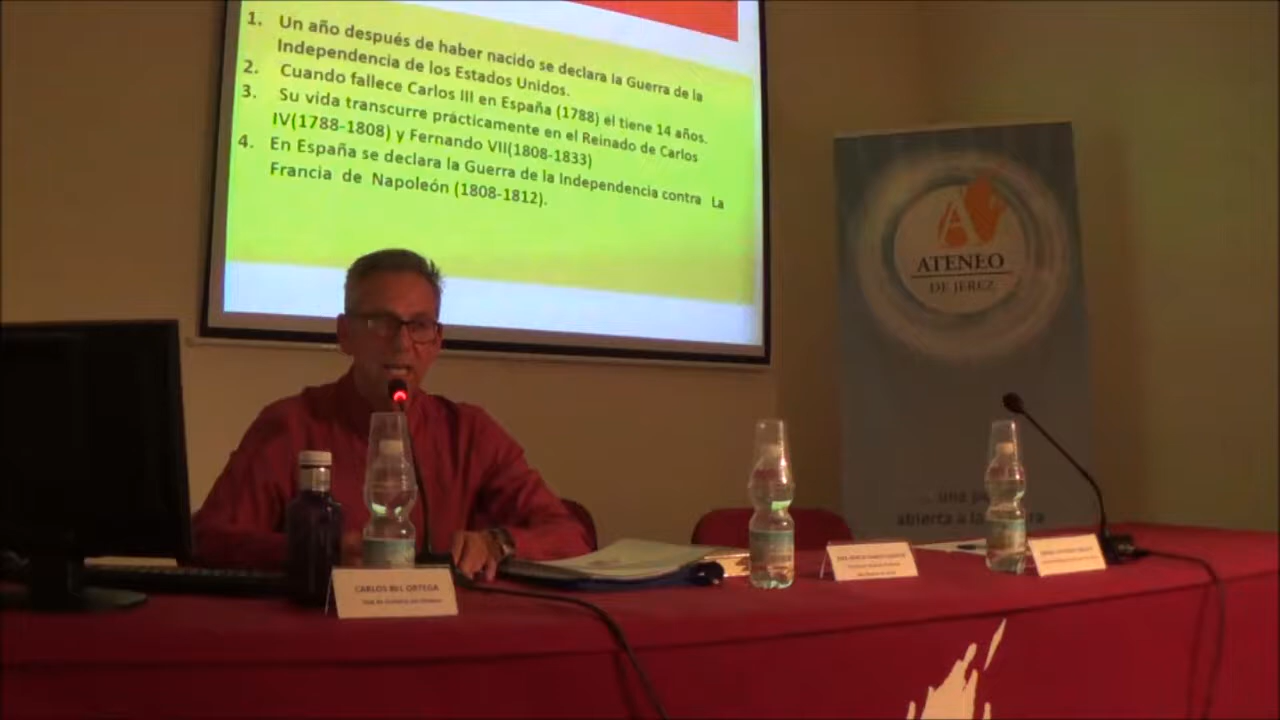 1. Un año después de haber nacido se declara la Guerra de la
Independencia de los Estados Unidos.
2. Cuando fallece Carlos III en España (1788) el tiene 14 años.
3. Su vida transcurre prácticamente en el Reinado de Carlos
IV(1788-1808) y Fernando VII(1808-1833)
4. En España se declara la Guerra de la Independencia contra La
Francia de Napoleón (1808-1812).
A
ATENEO
DE JEREZ
... una
abierta a la
CARLOS ORTEGA